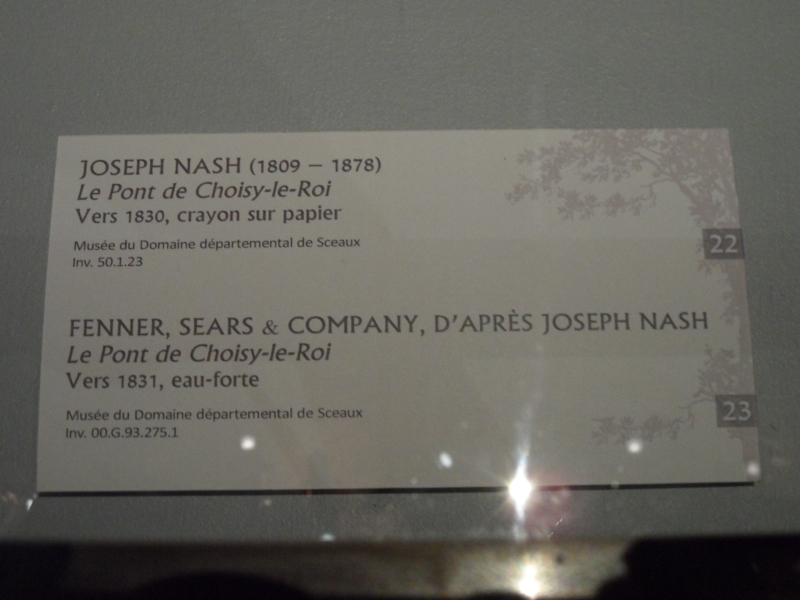 JOSEPH NASH (1809 – 1878)
Le Pont de Choisy-le-Roi
Vers 1830, crayon sur papier
Musée du Domaine départemental de Sceaux
Inv. 50.1.23
22
FENNER, SEARS & COMPANY, D'APRÈS JOSEPH NASH
Le Pont de Choisy-le-Roi
Vers 1831, eau-forte
Musée du Domaine départemental de Sceaux
Inv. 00.G.93.275.1
23